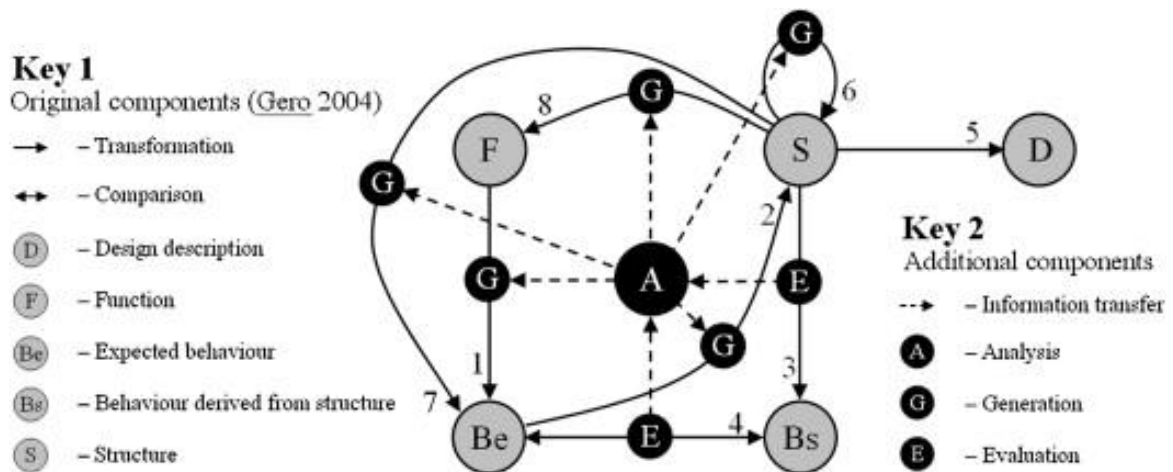 Key 1
Original components (Gero 2004)
– Transformation
– Comparison
D – Design description
F – Function
Be – Expected behaviour
Bs – Behaviour derived from structure
S – Structure
G
6
8
G
F
S
5
D
G
2
G
A
E
G
1
7
3
Be
E
4
Bs
Key 2
Additional components
– Information transfer
A – Analysis
G – Generation
E – Evaluation